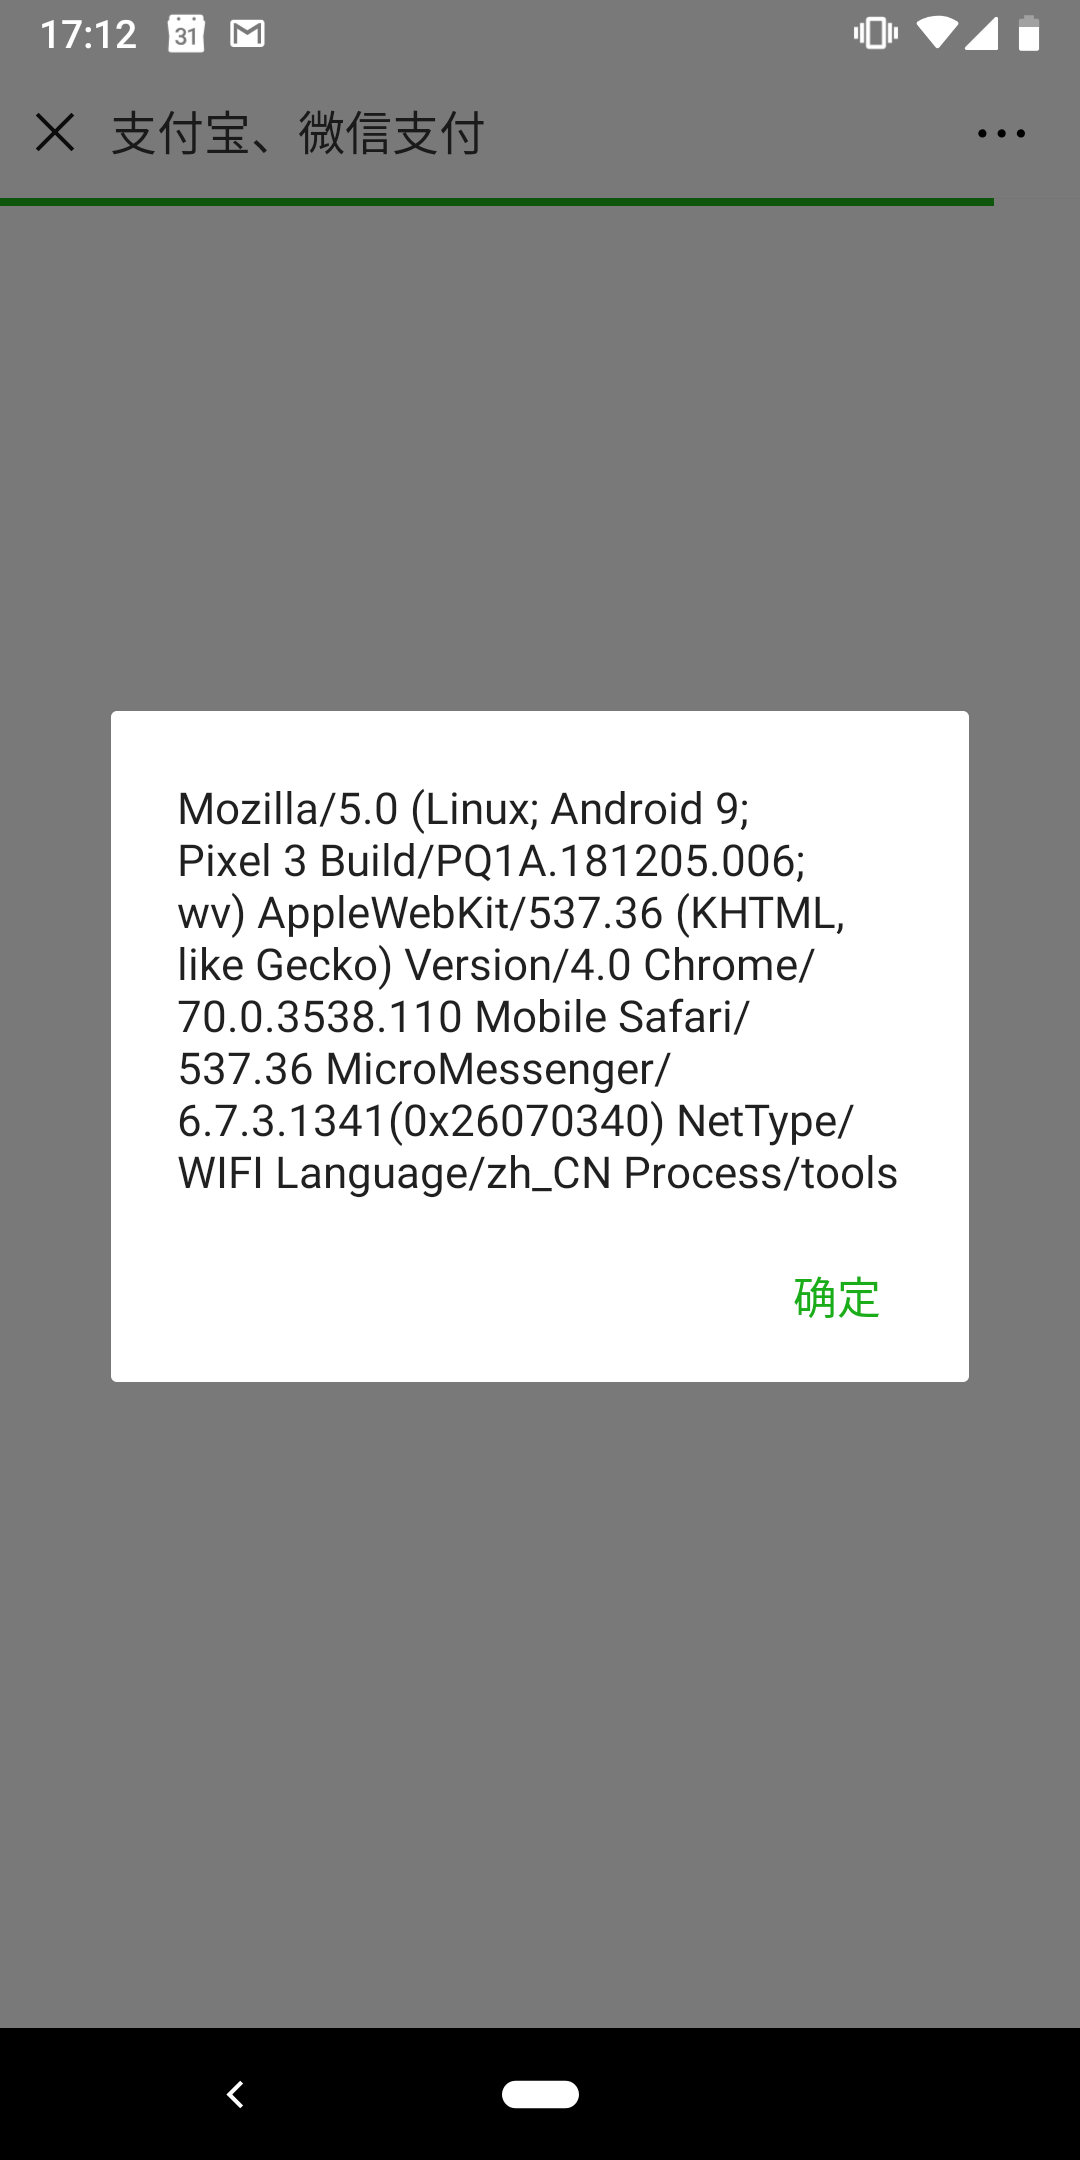 17:12
31
支付宝、微信支付
Mozilla/5.0 (Linux; Android 9;
Pixel 3 Build/PQ1A.181205.006;
wv) AppleWebKit/537.36 (KHTML,
like Gecko) Version/4.0 Chrome/
70.0.3538.110 Mobile Safari/
537.36 MicroMessenger/
6.7.3.1341(0x26070340) NetType/
WIFI Language/zh_CN Process/tools
确定